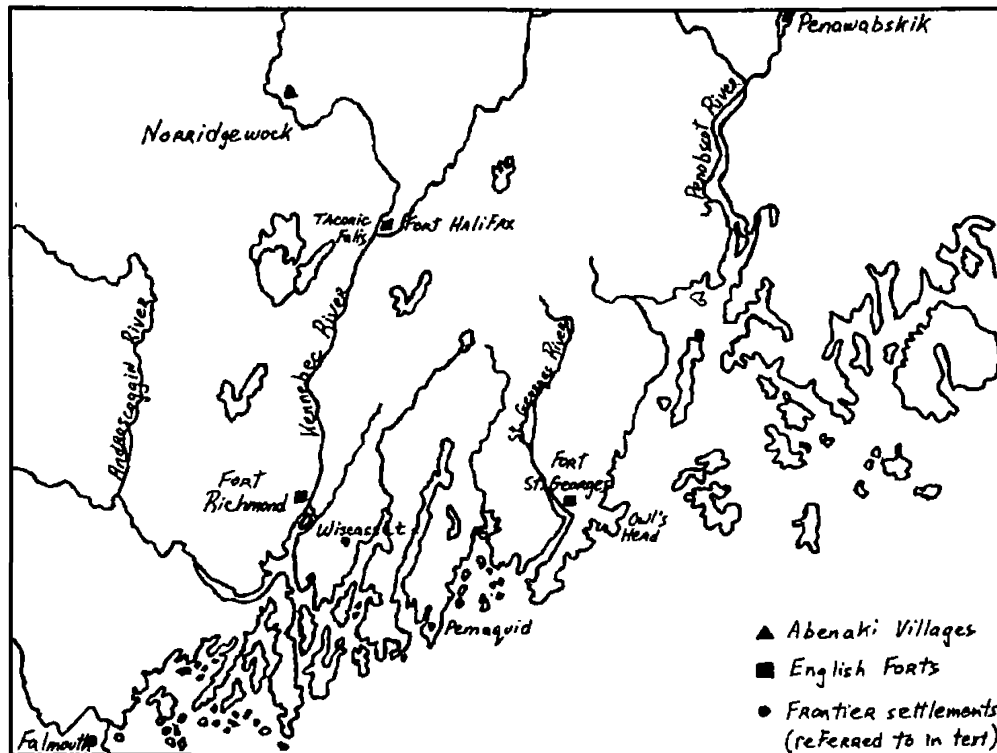 Penawabskik
Norridgewock
Penobscot River
Taconic
Falls
Fort Halifax
Androscoggin River
Kennebec River
St. Georges River
Fort
Richmond
Fort
St. Georges
Wiscasset
Owl's
Head
Pemaquid
Falmouth
Abenaki Villages
English Forts
Frontier settlements
(referred to in text)